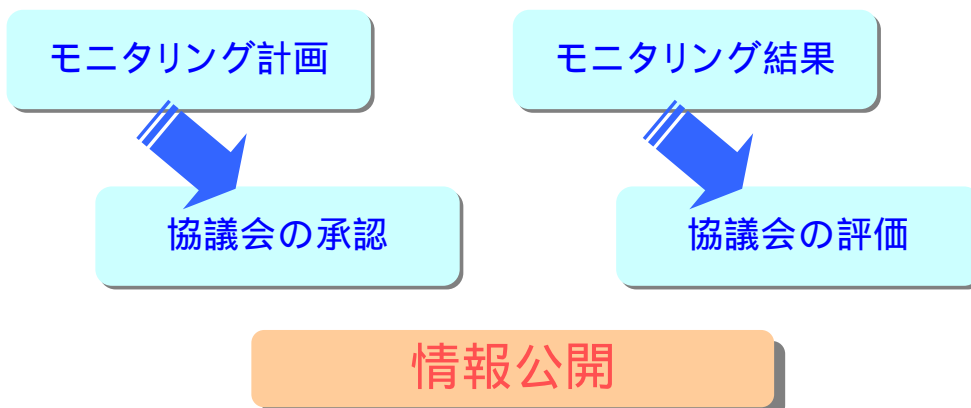 モニタリング計画
モニタリング結果
協議会の承認
協議会の評価
情報公開